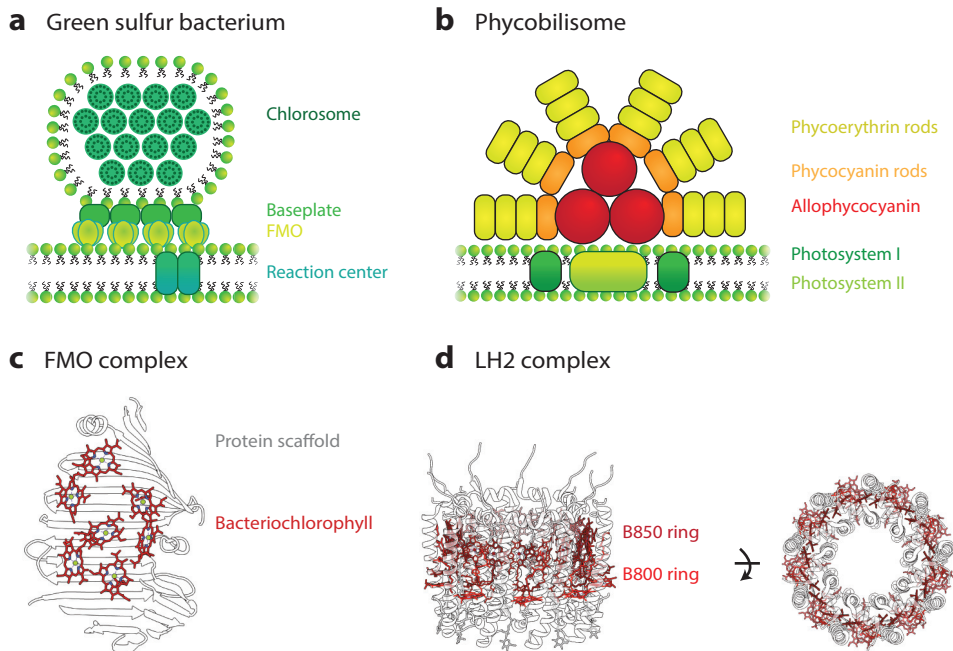 a Green sulfur bacterium
Chlorosome
Baseplate
FMO
Reaction center
b Phycobilisome
Phycoerythrin rods
Phycocyanin rods
Allophycocyanin
Photosystem I
Photosystem II
c FMO complex
Protein scaffold
Bacteriochlorophyll
d LH2 complex
B850 ring
B800 ring